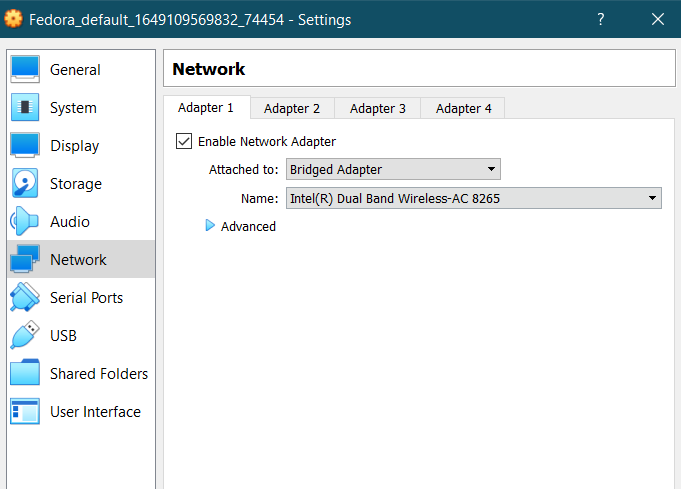 Fedora_default_1649109569832_74454 - Settings
?
General
System
Display
Storage
Audio
Network
Serial Ports
USB
Shared Folders
User Interface
Network
Adapter 1 Adapter 2 Adapter 3 Adapter 4
Enable Network Adapter
Attached to: Bridged Adapter
Name: Intel(R) Dual Band Wireless-AC 8265
Advanced